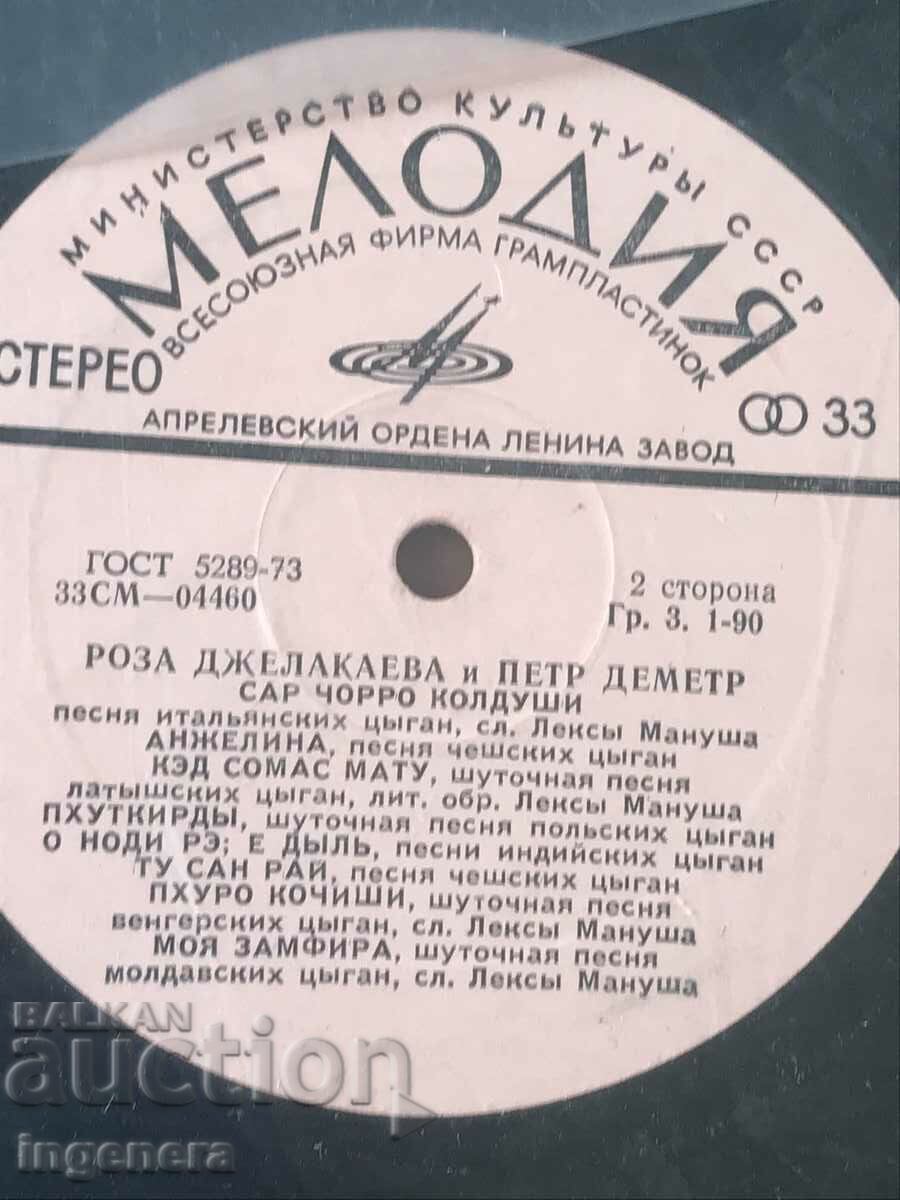 МИНИСТЕРСТВО КУЛЬТУРЫ СССР
МЕЛОДИЯ
ВСЕСОЮЗНАЯ ФИРМА ГРАМПЛАСТИНОК
СТЕРЕО
33
АПРЕЛЕВСКИЙ ОРДЕНА ЛЕНИНА ЗАВОД
ГОСТ 5289-73
33СМ—04460
2 сторона
Гр. 3. 1-90
РОЗА ДЖЕЛАКАЕВА и ПЕТР ДЕМЕТР
САР ЧОРРО КОЛДУШИ
песня итальянских цыган, сл. Лексы Мануша
АНЖЕЛИНА, песня чешских цыган
КЭД СОМАС МАТУ, шуточная песня
латышских цыган, лит. обр. Лексы Мануша
ПХУТКИРДЫ, шуточная песня польских цыган
О НОДИ РЭ; Е ДЫЛЬ, песни индийских цыган
ТУ САН РАЙ, песня чешских цыган
ПХУРО КОЧИШИ, шуточная песня
венгерских цыган, сл. Лексы Мануша
МОЯ ЗАМФИРА, шуточная песня
молдавских цыган, сл. Лексы Мануша
BALKAN
auction
ingenera